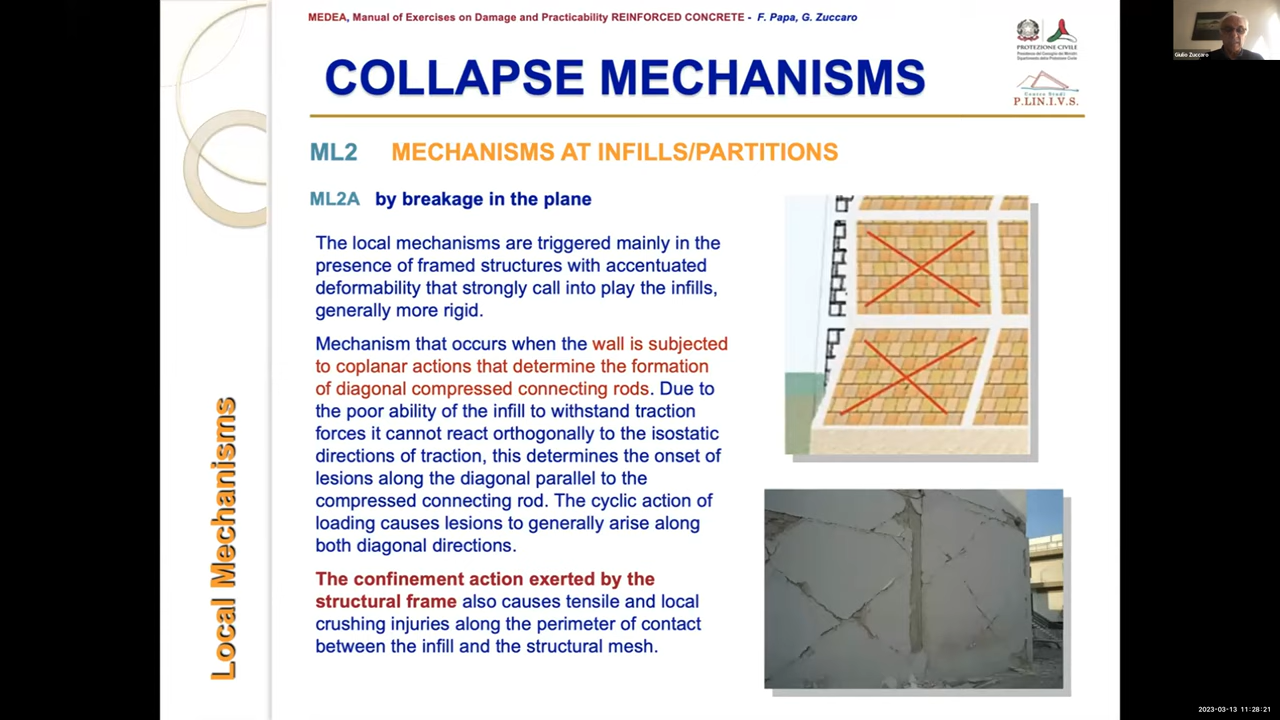 MEDEA, Manual of Exercises on Damage and Practicability REINFORCED CONCRETE - F. Papa, G. Zuccaro
PROTEZIONE CIVILE
Giulio Zuccaro
COLLAPSE MECHANISMS
Centro Studi
P.LIN.I.V.S.
ML2 MECHANISMS AT INFILLS/PARTITIONS
ML2A by breakage in the plane
The local mechanisms are triggered mainly in the
presence of framed structures with accentuated
deformability that strongly call into play the infills,
generally more rigid.
Mechanism that occurs when the wall is subjected
to coplanar actions that determine the formation
of diagonal compressed connecting rods. Due to
the poor ability of the infill to withstand traction
forces it cannot react orthogonally to the isostatic
directions of traction, this determines the onset of
lesions along the diagonal parallel to the
compressed connecting rod. The cyclic action of
loading causes lesions to generally arise along
both diagonal directions.
The confinement action exerted by the
structural frame also causes tensile and local
crushing injuries along the perimeter of contact
between the infill and the structural mesh.
Local Mechanisms
2023-03-13 11:28:21